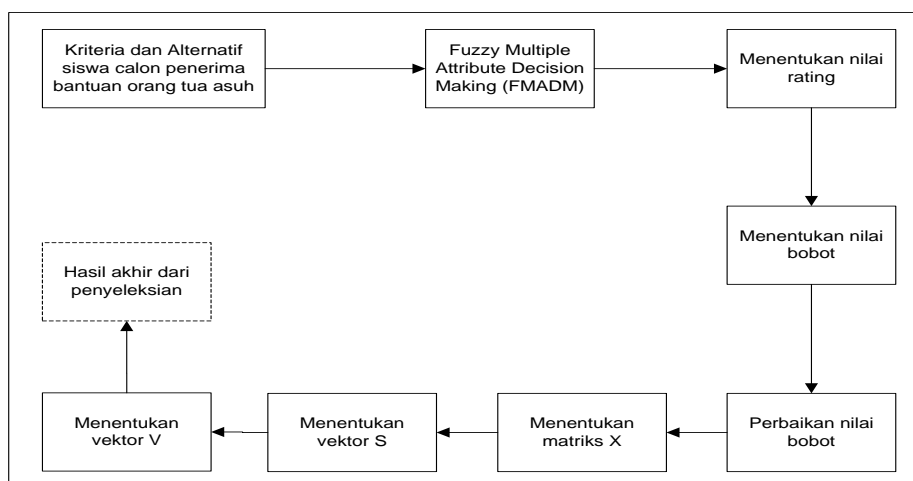 Kriteria dan Alternatif
siswa calon penerima
bantuan orang tua asuh
Fuzzy Multiple
Attribute Decision
Making (FMADM)
Menentukan nilai
rating
Menentukan nilai
bobot
Perbaikan nilai
bobot
Menentukan
matriks X
Menentukan
vektor S
Menentukan
vektor V
Hasil akhir dari
penyeleksian